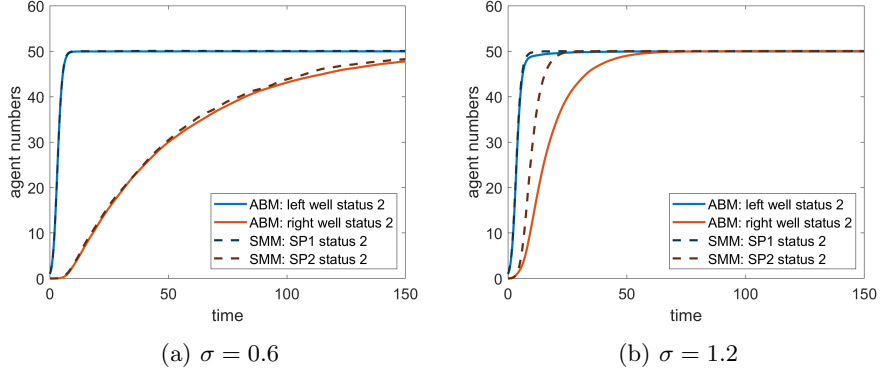 60
50
40
30
20
10
0
agent numbers
0 50 100 150
time
ABM: left well status 2
ABM: right well status 2
SMM: SP1 status 2
SMM: SP2 status 2
(a) σ = 0.6
60
50
40
30
20
10
0
agent numbers
0 50 100 150
time
ABM: left well status 2
ABM: right well status 2
SMM: SP1 status 2
SMM: SP2 status 2
(b) σ = 1.2